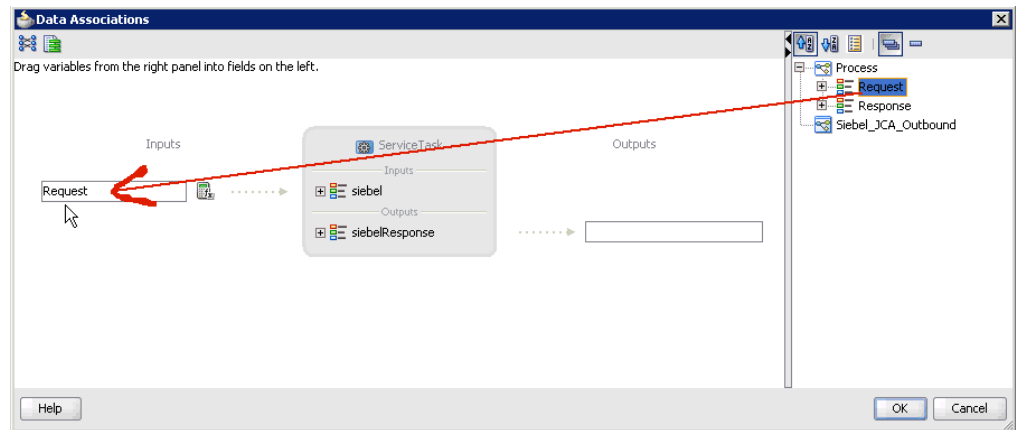 Data Associations
Drag variables from the right panel into fields on the left.
Process
Request
Response
Siebel_JCA_Outbound
Inputs
ServiceTask
Outputs
Inputs
Request
siebel
Outputs
siebelResponse
Help
OK
Cancel